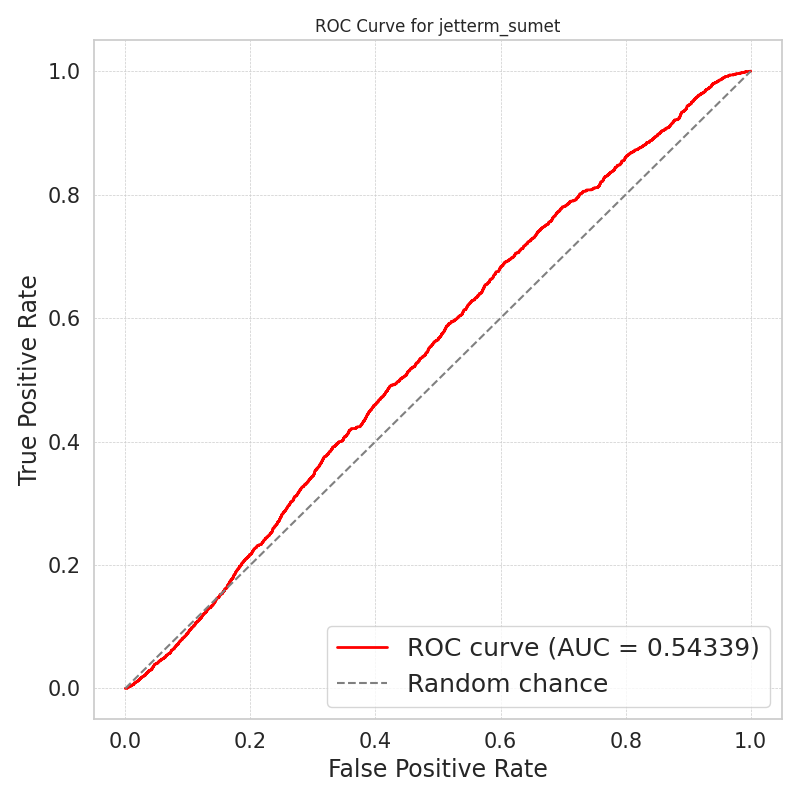 ROC Curve for jetterm_sumet
1.0
0.8
0.6
0.4
0.2
0.0
True Positive Rate
ROC curve (AUC = 0.54339)
Random chance
0.0 0.2 0.4 0.6 0.8 1.0
False Positive Rate